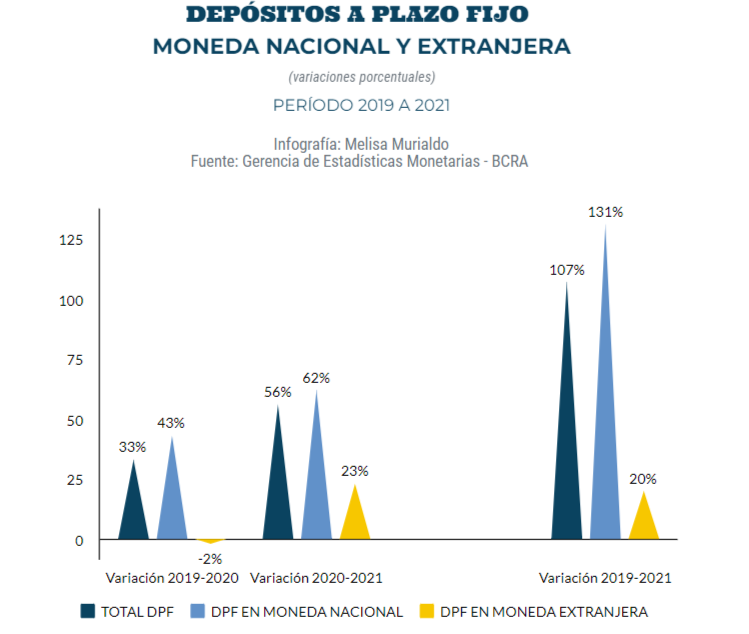 DEPÓSITOS A PLAZO FIJO
MONEDA NACIONAL Y EXTRANJERA
(variaciones porcentuales)
PERÍODO 2019 A 2021
Infografía: Melisa Murialdo
Fuente: Gerencia de Estadísticas Monetarias - BCRA
125
100
75
50
25
0
33%
43%
-2%
56%
62%
23%
107%
131%
20%
Variación 2019-2020
Variación 2020-2021
Variación 2019-2021
TOTAL DPF
DPF EN MONEDA NACIONAL
DPF EN MONEDA EXTRANJERA